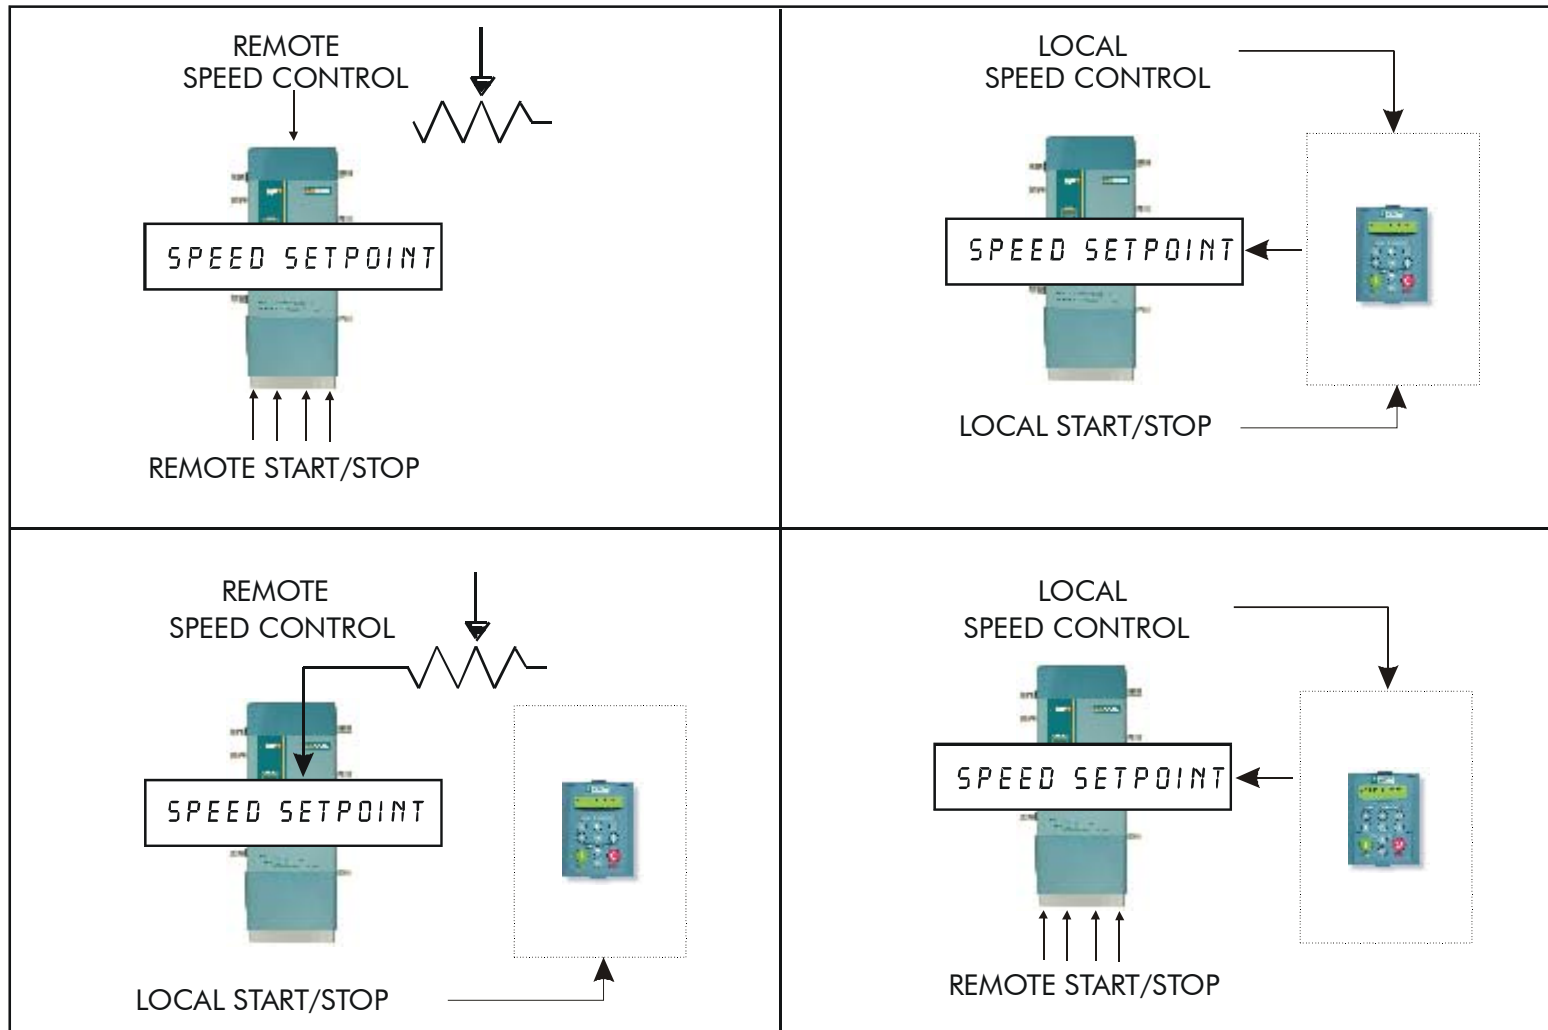 REMOTE
SPEED CONTROL
SPEED SETPOINT
REMOTE START/STOP
LOCAL
SPEED CONTROL
SPEED SETPOINT
LOCAL START/STOP
REMOTE
SPEED CONTROL
SPEED SETPOINT
LOCAL START/STOP
LOCAL
SPEED CONTROL
SPEED SETPOINT
REMOTE START/STOP